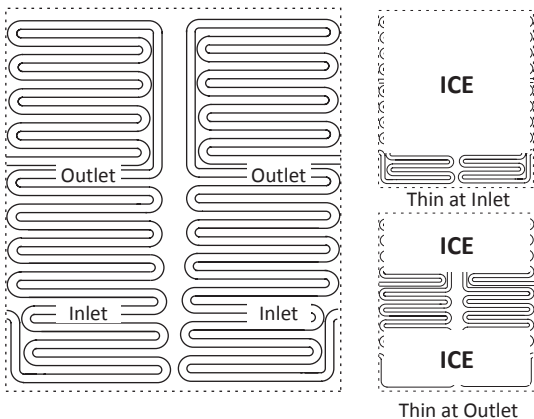 Outlet Outlet
Inlet Inlet
ICE
Thin at Inlet
ICE
ICE
Thin at Outlet